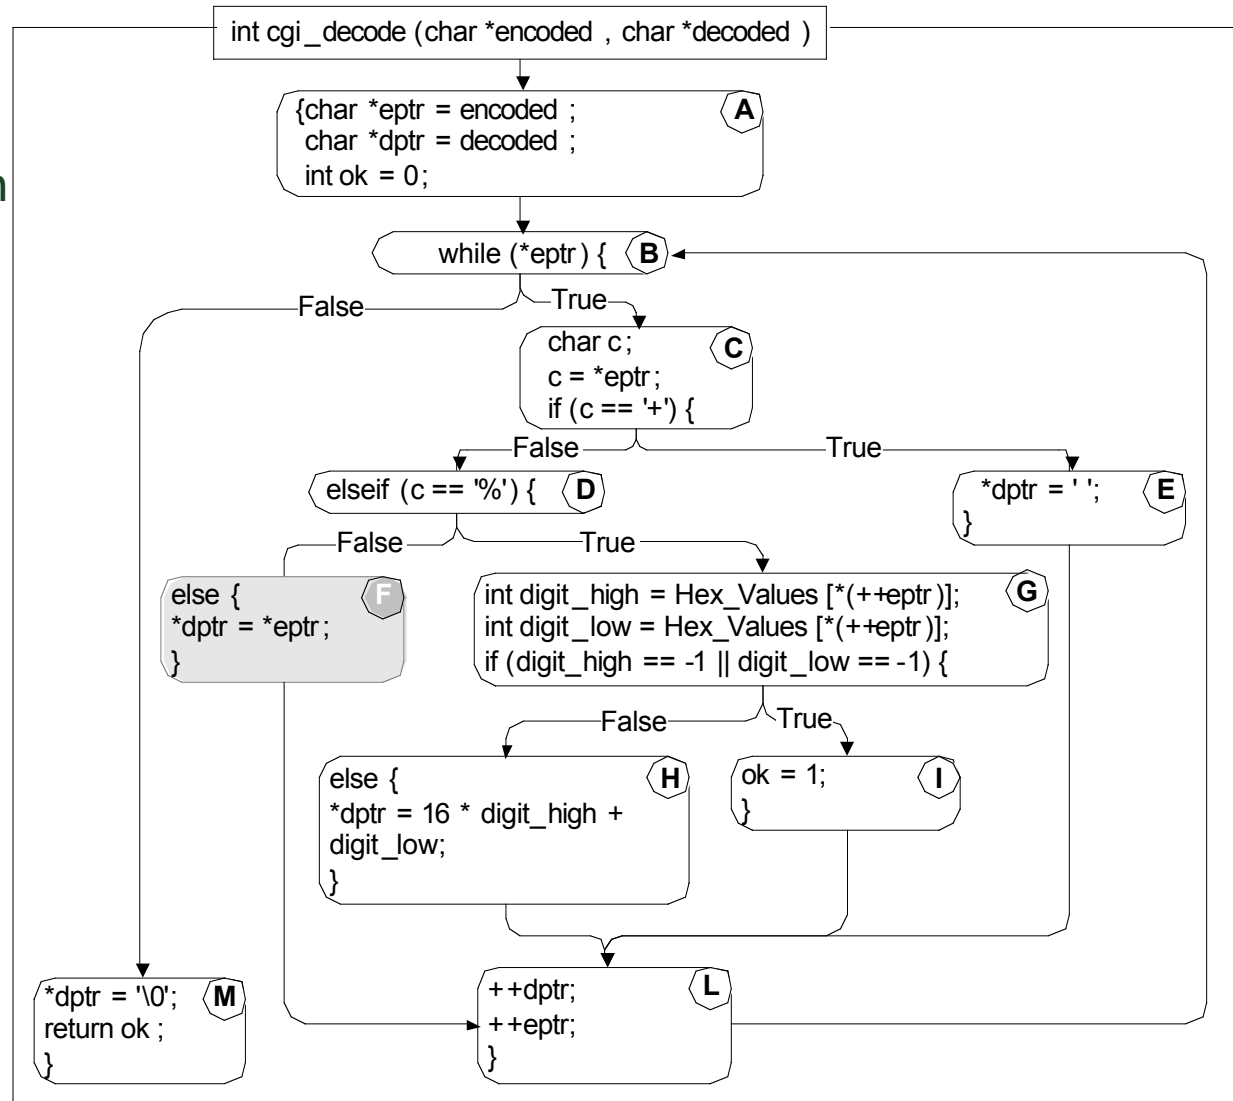 int cgi_decode (char *encoded , char *decoded )
{char *eptr = encoded ;
A
char *dptr = decoded ;
int ok = 0;
n
while (*eptr) {
B
False
True
char c;
C
c = *eptr;
if (c == '+') {
False
True
elseif (c == '%') {
D
*dptr = ' ';
E
}
False
True
else {
F
*dptr = *eptr;
}
int digit_high = Hex_Values [*(++eptr)];
G
int digit_low = Hex_Values [*(++eptr)];
if (digit_high == -1 || digit_low == -1) {
False
True
else {
H
*dptr = 16 * digit_high +
digit_low;
}
ok = 1;
I
}
*dptr = '\0';
M
return ok ;
}
++dptr;
L
++eptr;
}